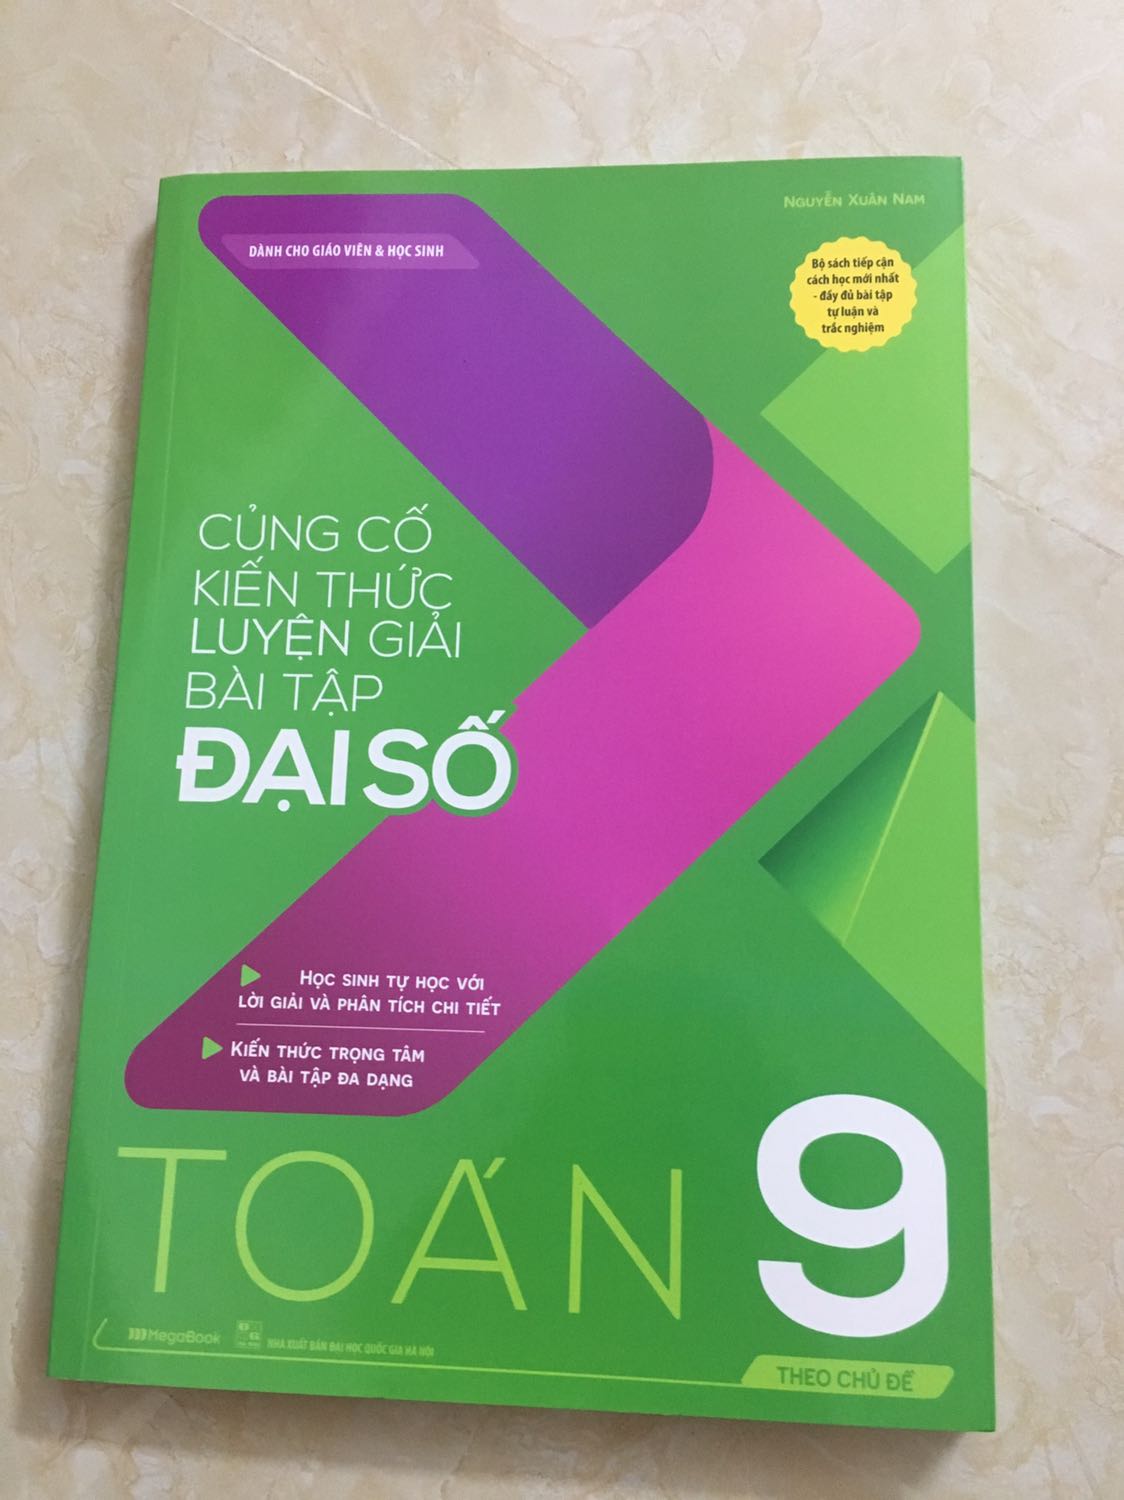 NGUYỄN XUÂN NAM
DÀNH CHO GIÁO VIÊN & HỌC SINH
Bộ sách tiếp cận
cách học mới nhất
- đầy đủ bài tập
tự luận và
trắc nghiệm
CỦNG CỐ
KIẾN THỨC
LUYỆN GIẢI
BÀI TẬP
ĐẠI SỐ
HỌC SINH TỰ HỌC VỚI
LỜI GIẢI VÀ PHÂN TÍCH CHI TIẾT
KIẾN THỨC TRỌNG TÂM
VÀ BÀI TẬP ĐA DẠNG
TOÁN 9
MegaBook
NHÀ XUẤT BẢN ĐẠI HỌC QUỐC GIA HÀ NỘI
THEO CHỦ ĐỀ